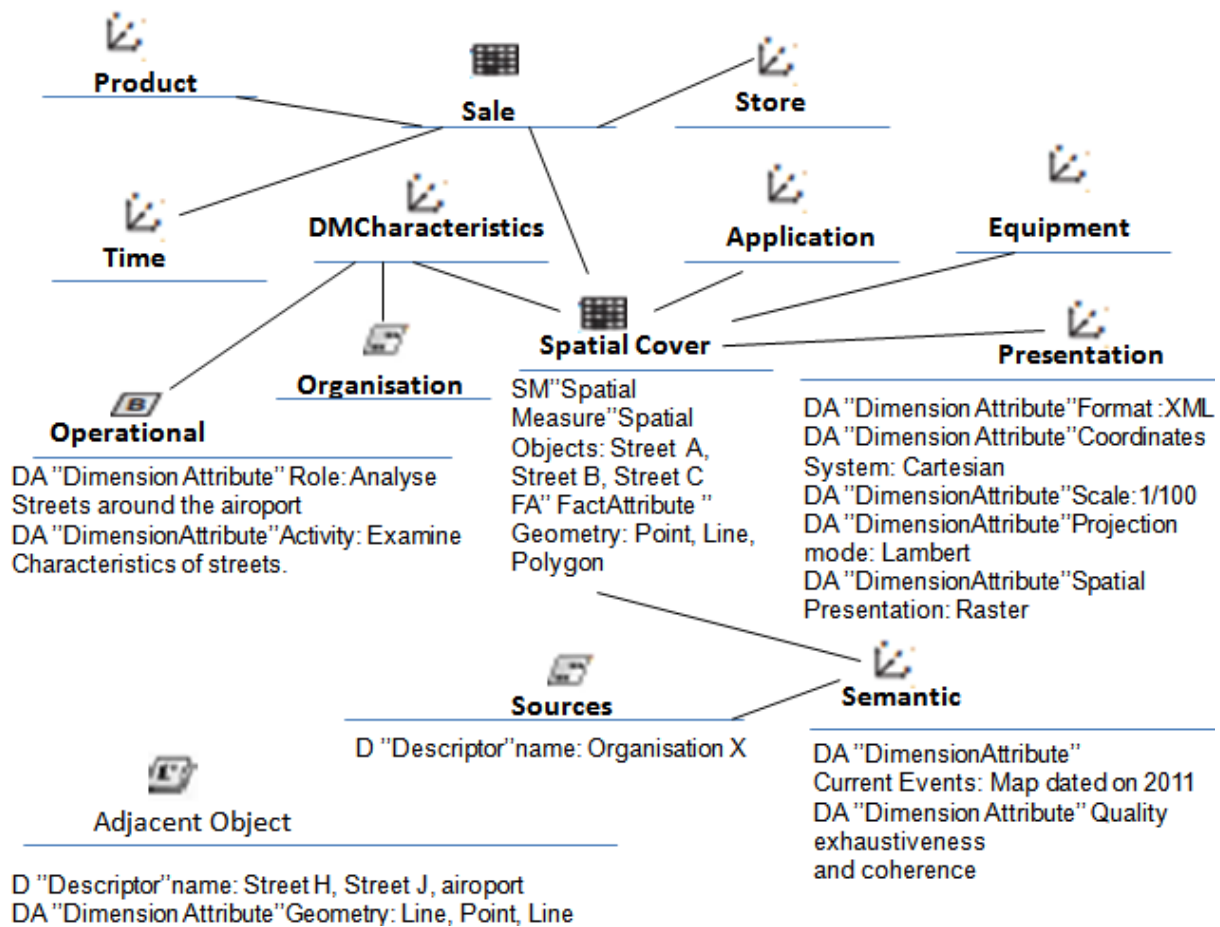 Product
Sale
Store
Time
DMCharacteristics
Application
Equipment
Organisation
Spatial Cover
Presentation
Operational
SM”Spatial
Measure”Spatial
Objects: Street A,
Street B, Street C
FA” FactAttribute ”
Geometry: Point, Line,
Polygon
DA ”Dimension Attribute”Format :XML
DA ”Dimension Attribute”Coordinates
System: Cartesian
DA ”DimensionAttribute”Scale: 1/100
DA ”DimensionAttribute”Projection
mode: Lambert
DA ”DimensionAttribute”Spatial
Presentation: Raster
B
DA ”Dimension Attribute” Role: Analyse
Streets around the airoport
DA ”DimensionAttribute”Activity: Examine
Characteristics of streets.
Sources
D ”Descriptor”name: Organisation X
Semantic
DA ”DimensionAttribute”
Current Events: Map dated on 2011
DA ”Dimension Attribute” Quality
exhaustiveness
and coherence
Adjacent Object
D ”Descriptor”name: Street H, Street J, airoport
DA ”Dimension Attribute”Geometry: Line, Point, Line